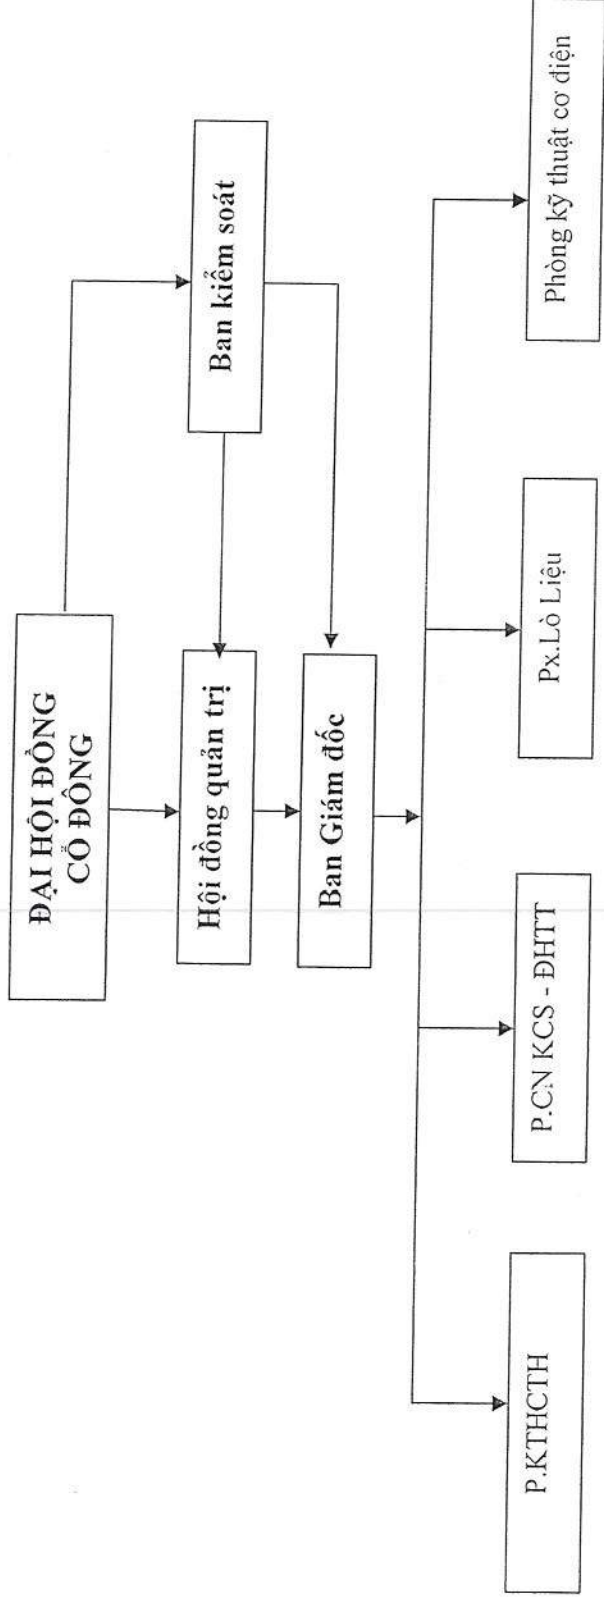 ĐẠI HỘI ĐỒNG
CỔ ĐÔNG
Ban kiểm soát
Hội đồng quản trị
Ban Giám đốc
P.KTHCTH
P.CN KCS - ĐHTT
Px.Lò Liệu
Phòng kỹ thuật cơ điện